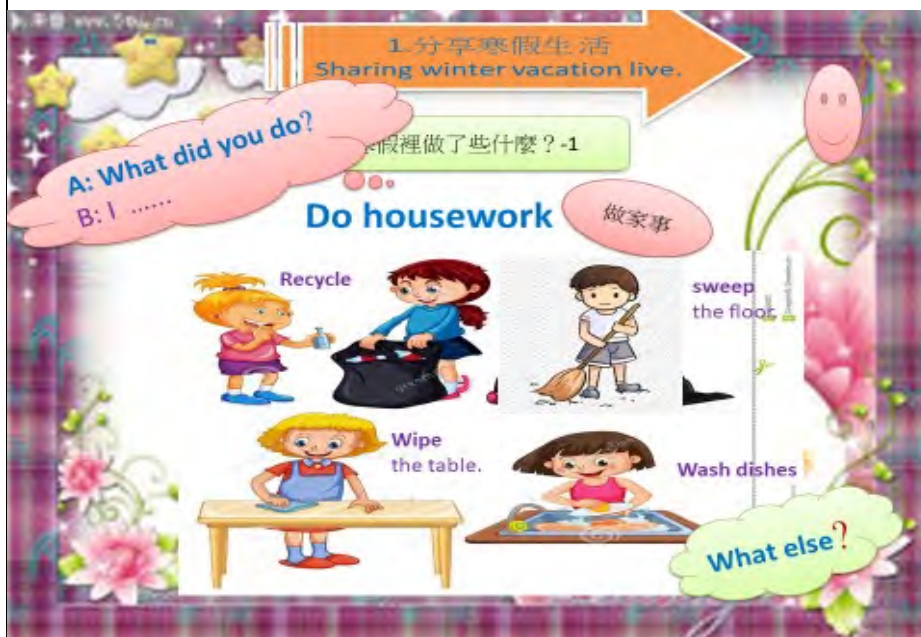 1.分享寒假生活
Sharing winter vacation live.
A: What did you do?
B: I ......
假裡做了些什麼？-1
Do housework
做家事
Recycle
sweep
the floor.
Wipe
the table.
Wash dishes
What else?